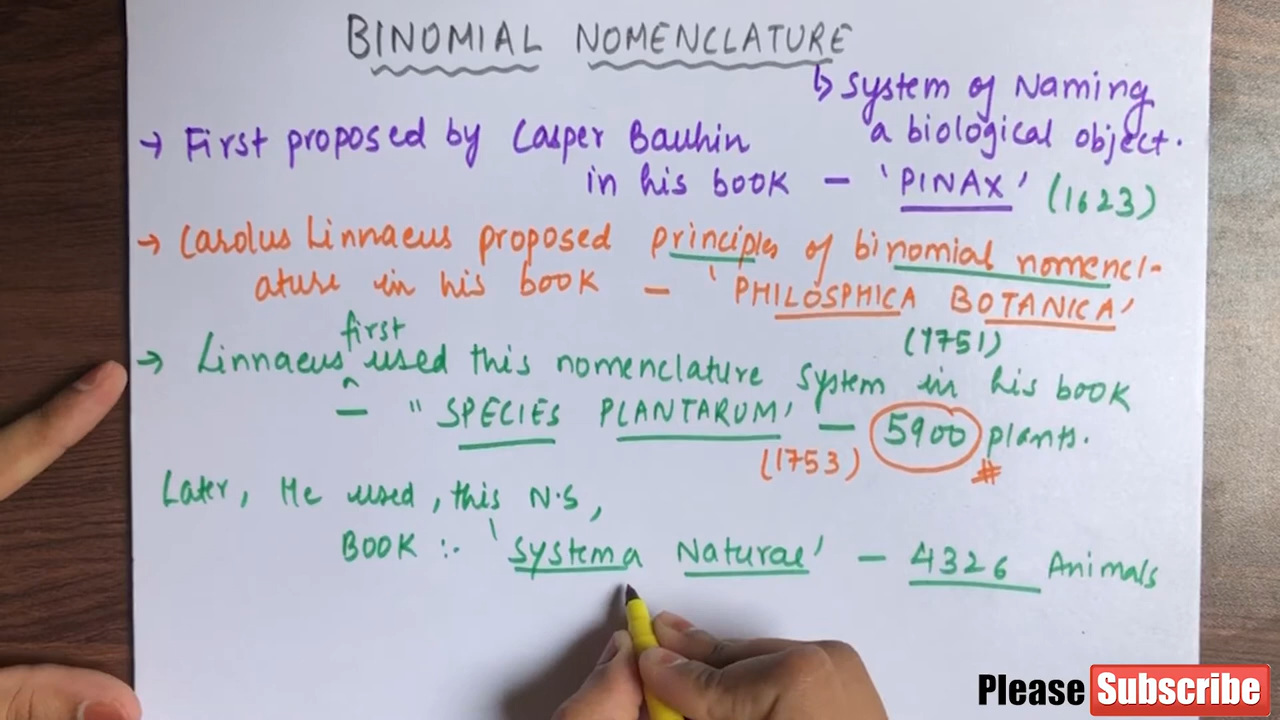 BINOMIAL NOMENCLATURE
↳ System of Naming
a biological object.
→ First proposed by Casper Bauhin
in his book – 'PINAX' (1623)
→ Carolus Linnaeus proposed principles of binomial nomencl-
ature in his book – 'PHILOSPHICA BOTANICA'
(1751)
→ Linnaeus ^first used this nomenclature system in his book
– "SPECIES PLANTARUM' – 5900 plants.
(1753) #
Later, He used, this N.S,
BOOK :- 'Systema Naturae' – 4326 Animals
Please Subscribe